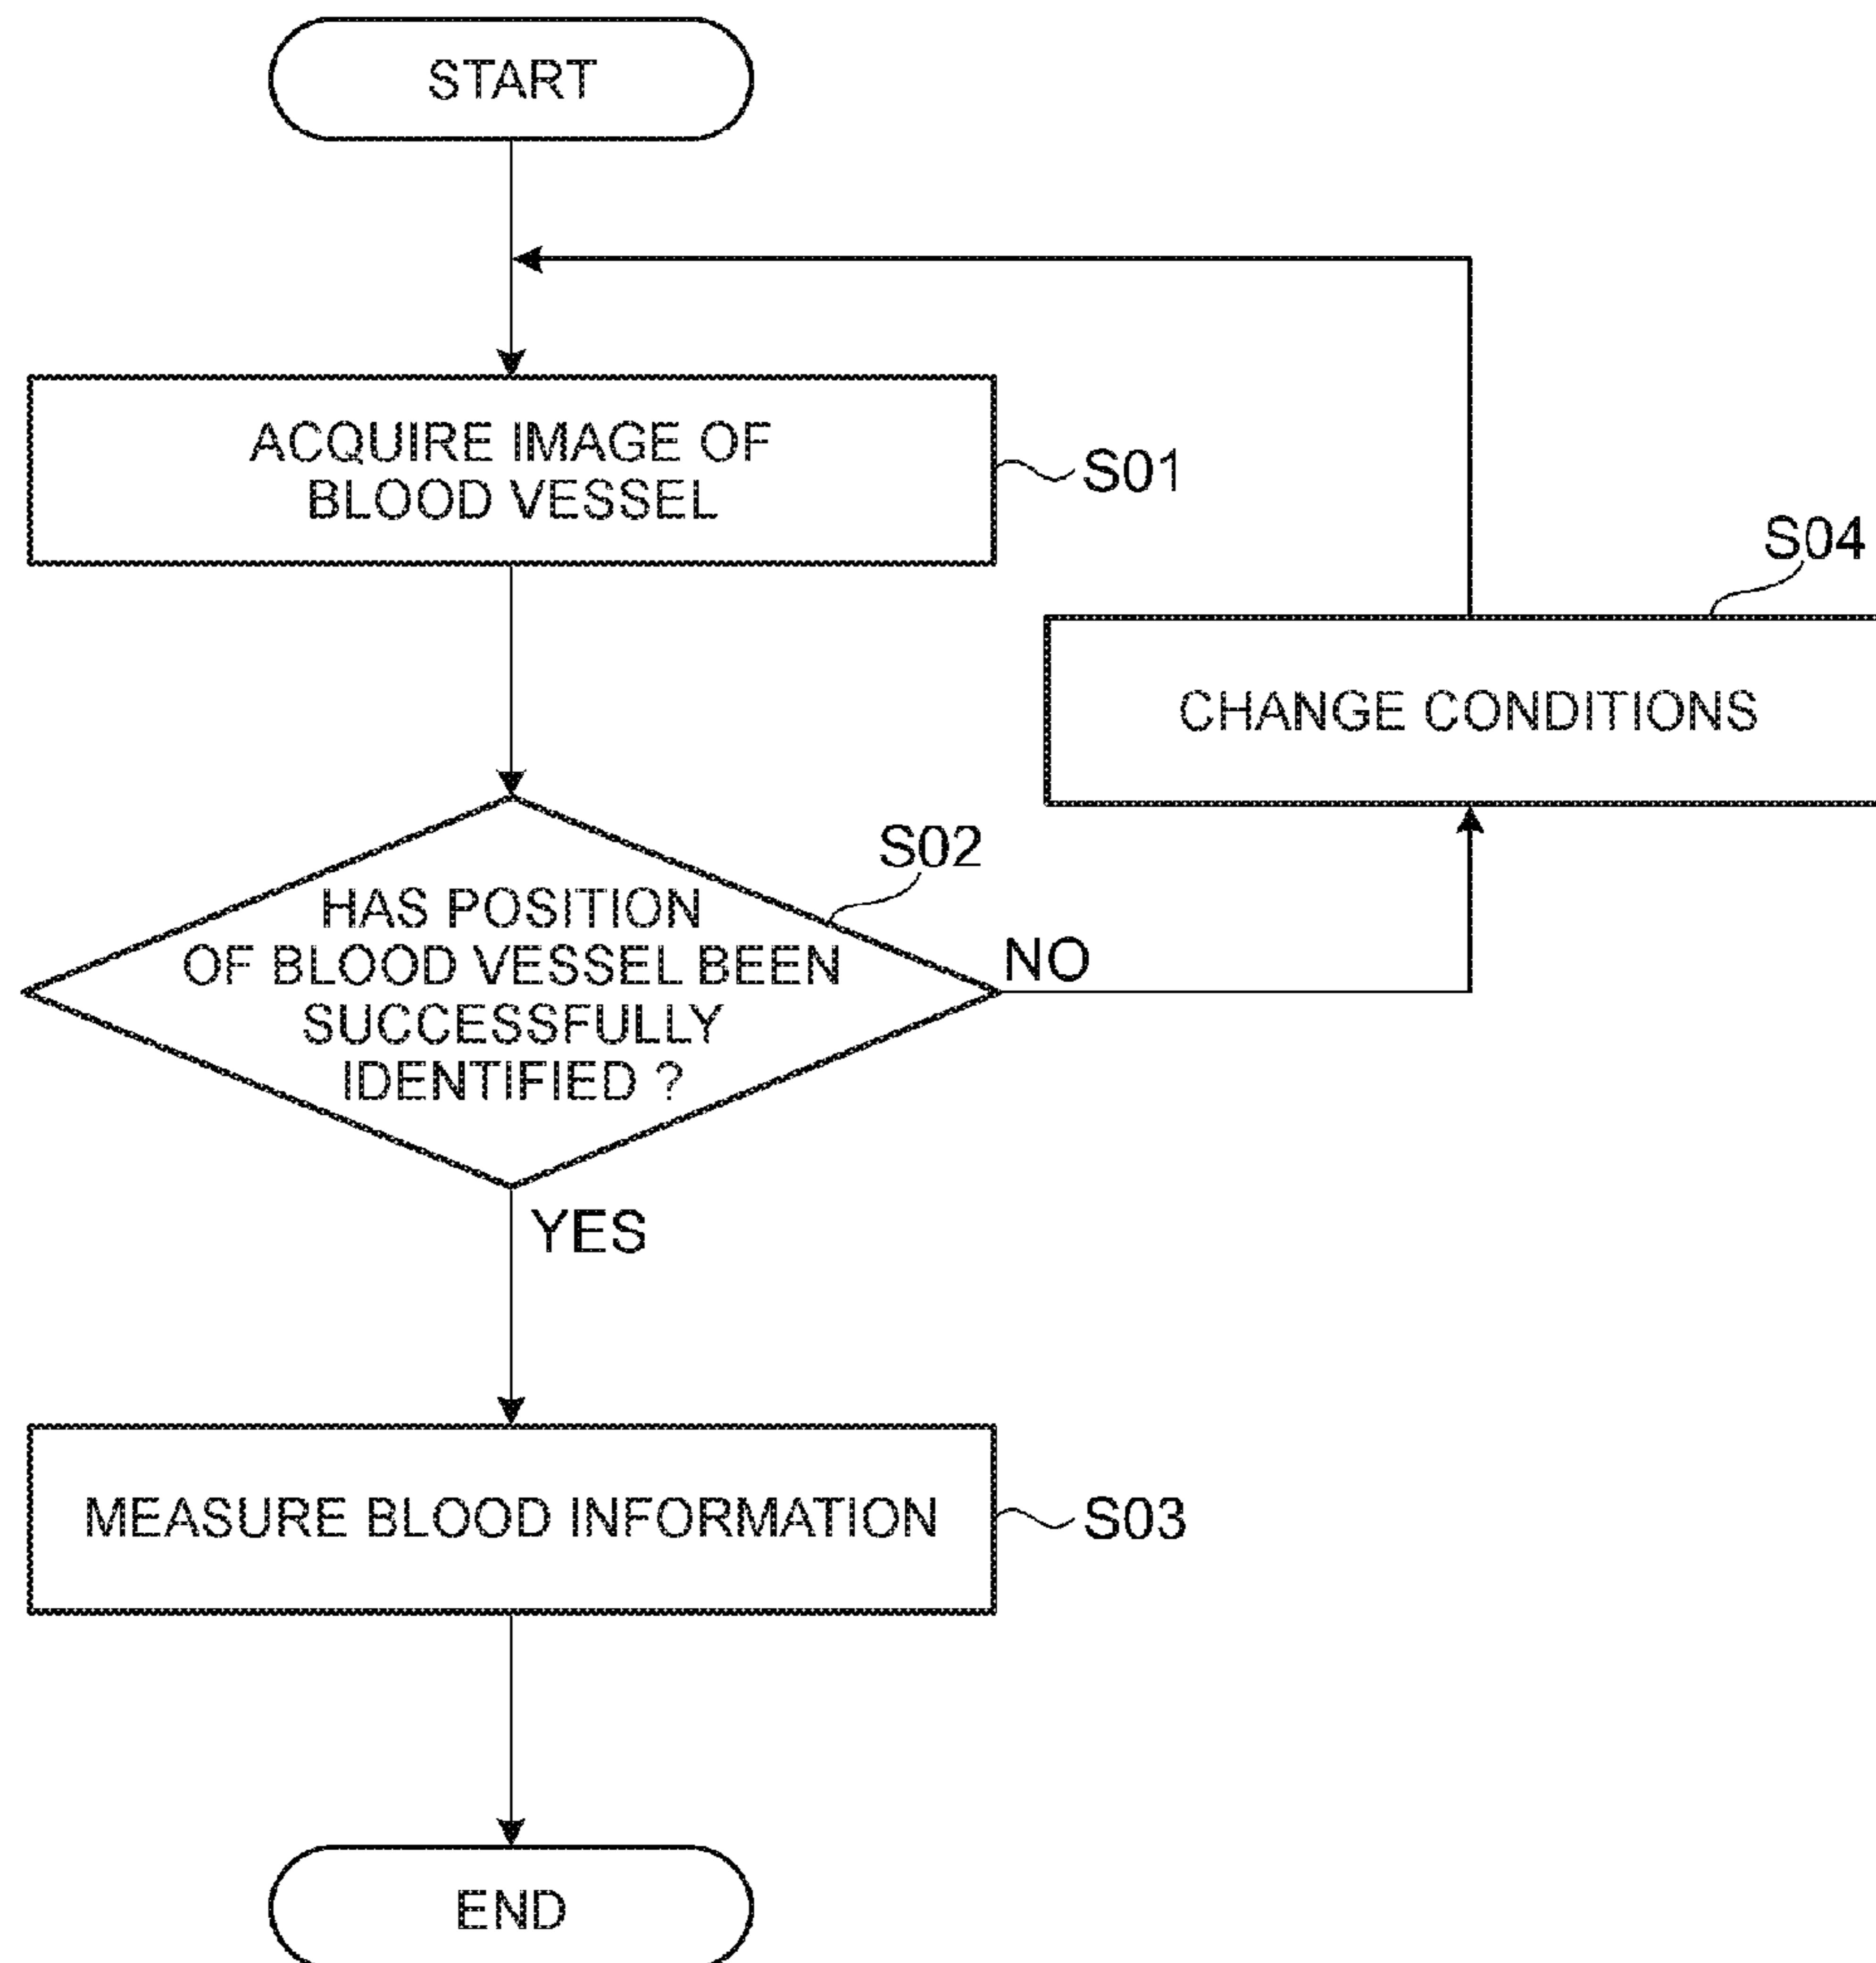 START
ACQUIRE IMAGE OF
BLOOD VESSEL
S01
S04
CHANGE CONDITIONS
S02
HAS POSITION
OF BLOOD VESSEL BEEN
SUCCESSFULLY
IDENTIFIED ?
NO
YES
MEASURE BLOOD INFORMATION
S03
END